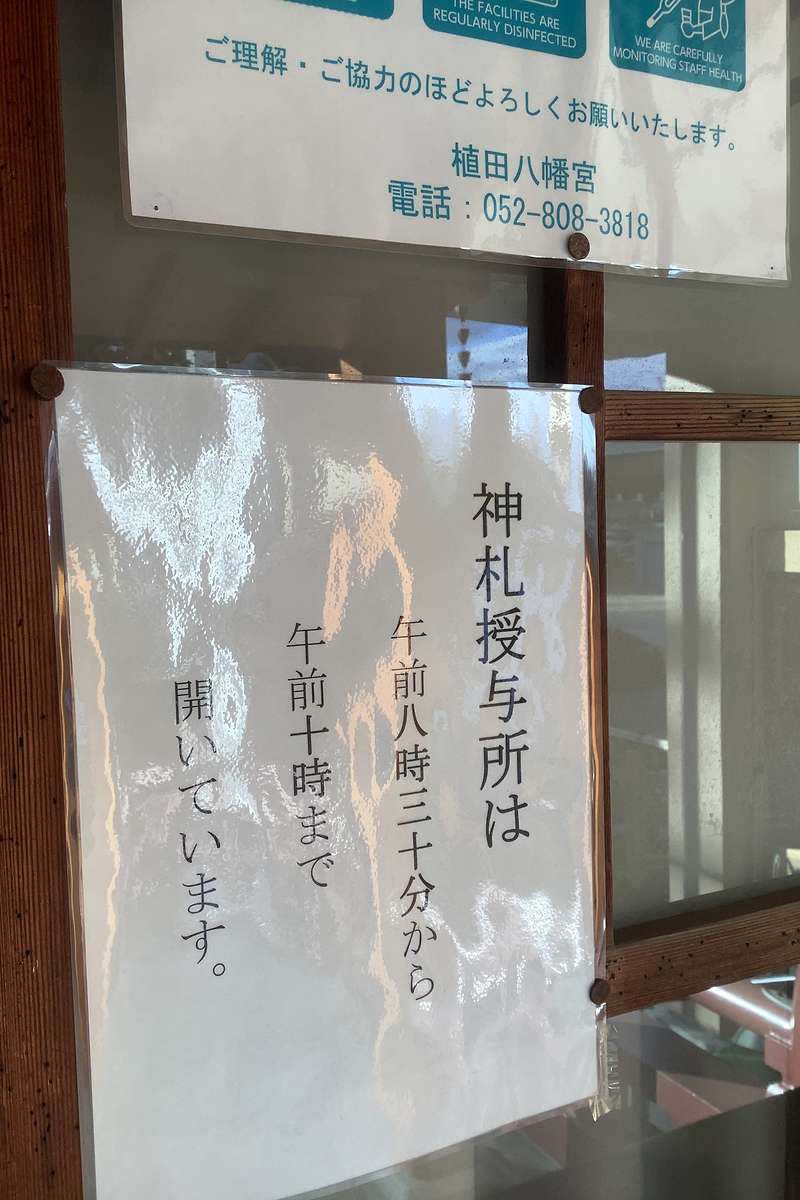 THE FACILITIES ARE
REGULARLY DISINFECTED
WE ARE CAREFULLY
MONITORING STAFF HEALTH
ご理解・ご協力のほどよろしくお願いいたします。
植田八幡宮
電話：052-808-3818
神札授与所は
午前八時三十分から
午前十時まで
開いています。